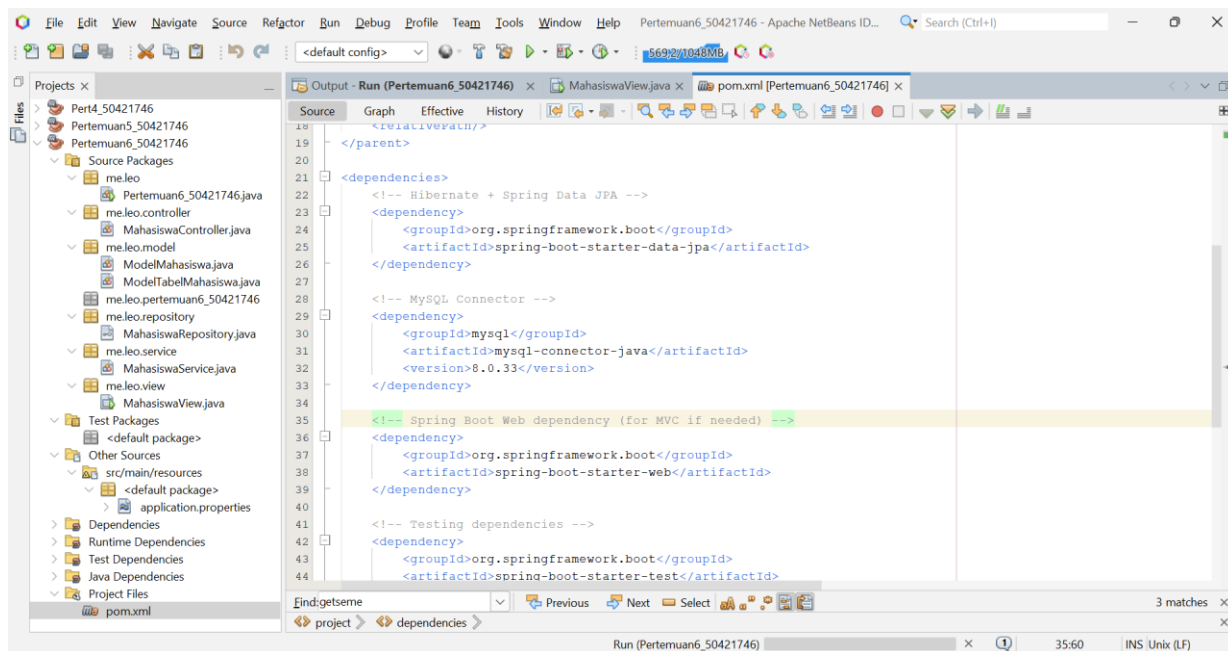 File Edit View Navigate Source Refactor Run Debug Profile Team Tools Window Help Pertemuan6_50421746 - Apache NetBeans ID... Search (Ctrl+I)
<default config> 569,2/1048MB
Projects
Files
Pert4_50421746
Pertemuan5_50421746
Pertemuan6_50421746
Source Packages
me.leo
Pertemuan6_50421746.java
me.leo.controller
MahasiswaController.java
me.leo.model
ModelMahasiswa.java
ModelTabelMahasiswa.java
me.leo.pertemuan6_50421746
me.leo.repository
MahasiswaRepository.java
me.leo.service
MahasiswaService.java
me.leo.view
MahasiswaView.java
Test Packages
<default package>
Other Sources
src/main/resources
<default package>
application.properties
Dependencies
Runtime Dependencies
Test Dependencies
Java Dependencies
Project Files
pom.xml
Output - Run (Pertemuan6_50421746) MahasiswaView.java pom.xml [Pertemuan6_50421746]
Source Graph Effective History
18 <relativePath/>
19 </parent>
20
21 <dependencies>
22 <!-- Hibernate + Spring Data JPA -->
23 <dependency>
24 <groupId>org.springframework.boot</groupId>
25 <artifactId>spring-boot-starter-data-jpa</artifactId>
26 </dependency>
27
28 <!-- MySQL Connector -->
29 <dependency>
30 <groupId>mysql</groupId>
31 <artifactId>mysql-connector-java</artifactId>
32 <version>8.0.33</version>
33 </dependency>
34
35 <!-- Spring Boot Web dependency (for MVC if needed) -->
36 <dependency>
37 <groupId>org.springframework.boot</groupId>
38 <artifactId>spring-boot-starter-web</artifactId>
39 </dependency>
40
41 <!-- Testing dependencies -->
42 <dependency>
43 <groupId>org.springframework.boot</groupId>
44 <artifactId>spring-boot-starter-test</artifactId>
Find:getseme Previous Next Select 3 matches
project dependencies
Run (Pertemuan6_50421746) 35:60 INS Unix (LF)